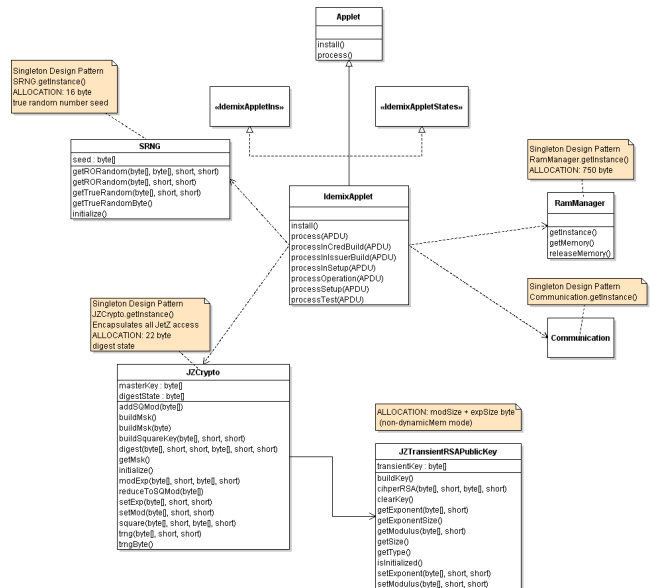 Applet
install()
process()
Singleton Design Pattern
SRNG.getInstance()
ALLOCATION: 16 byte
true random number seed
«IdemixAppletIns»
«IdemixAppletStates»
SRNG
seed : byte[]
getRORandom(byte[], byte[], short, short)
getRORandom(byte[], short, short)
getTrueRandom(byte[], short, short)
getTrueRandomByte()
initialize()
Singleton Design Pattern
RamManager.getInstance()
ALLOCATION: 750 byte
RamManager
getInstance()
getMemory()
releaseMemory()
IdemixApplet
install()
process(APDU)
processInCredBuild(APDU)
processInIssuerBuild(APDU)
processInSetup(APDU)
processOperation(APDU)
processSetup(APDU)
processTest(APDU)
Singleton Design Pattern
Communication.getInstance()
Communication
Singleton Design Pattern
JZCrypto.getInstance()
Encapsulates all JetZ access
ALLOCATION: 22 byte
digest state
JZCrypto
masterKey : byte[]
digestState : byte[]
addSQMod(byte[])
buildMsk()
buildMsk(byte)
buildSquareKey(byte[], short, short)
digest(byte[], short, short, byte[], short, short)
getMsk()
initialize()
modExp(byte[], short, byte[], short)
reduceToSQMod(byte[])
setExp(byte[], short, short)
setMod(byte[], short, short)
square(byte[], short, byte[], short)
trng(byte[], short, short)
trngByte()
ALLOCATION: modSize + expSize byte
(non-dynamicMem mode)
JZTransientRSAPublicKey
transientKey : byte[]
buildKey()
cihperRSA(byte[], short, byte[], short)
clearKey()
getExponent(byte[], short)
getExponentSize()
getModulus(byte[], short)
getSize()
getType()
isInitialized()
setExponent(byte[], short, short)
setModulus(byte[], short, short)